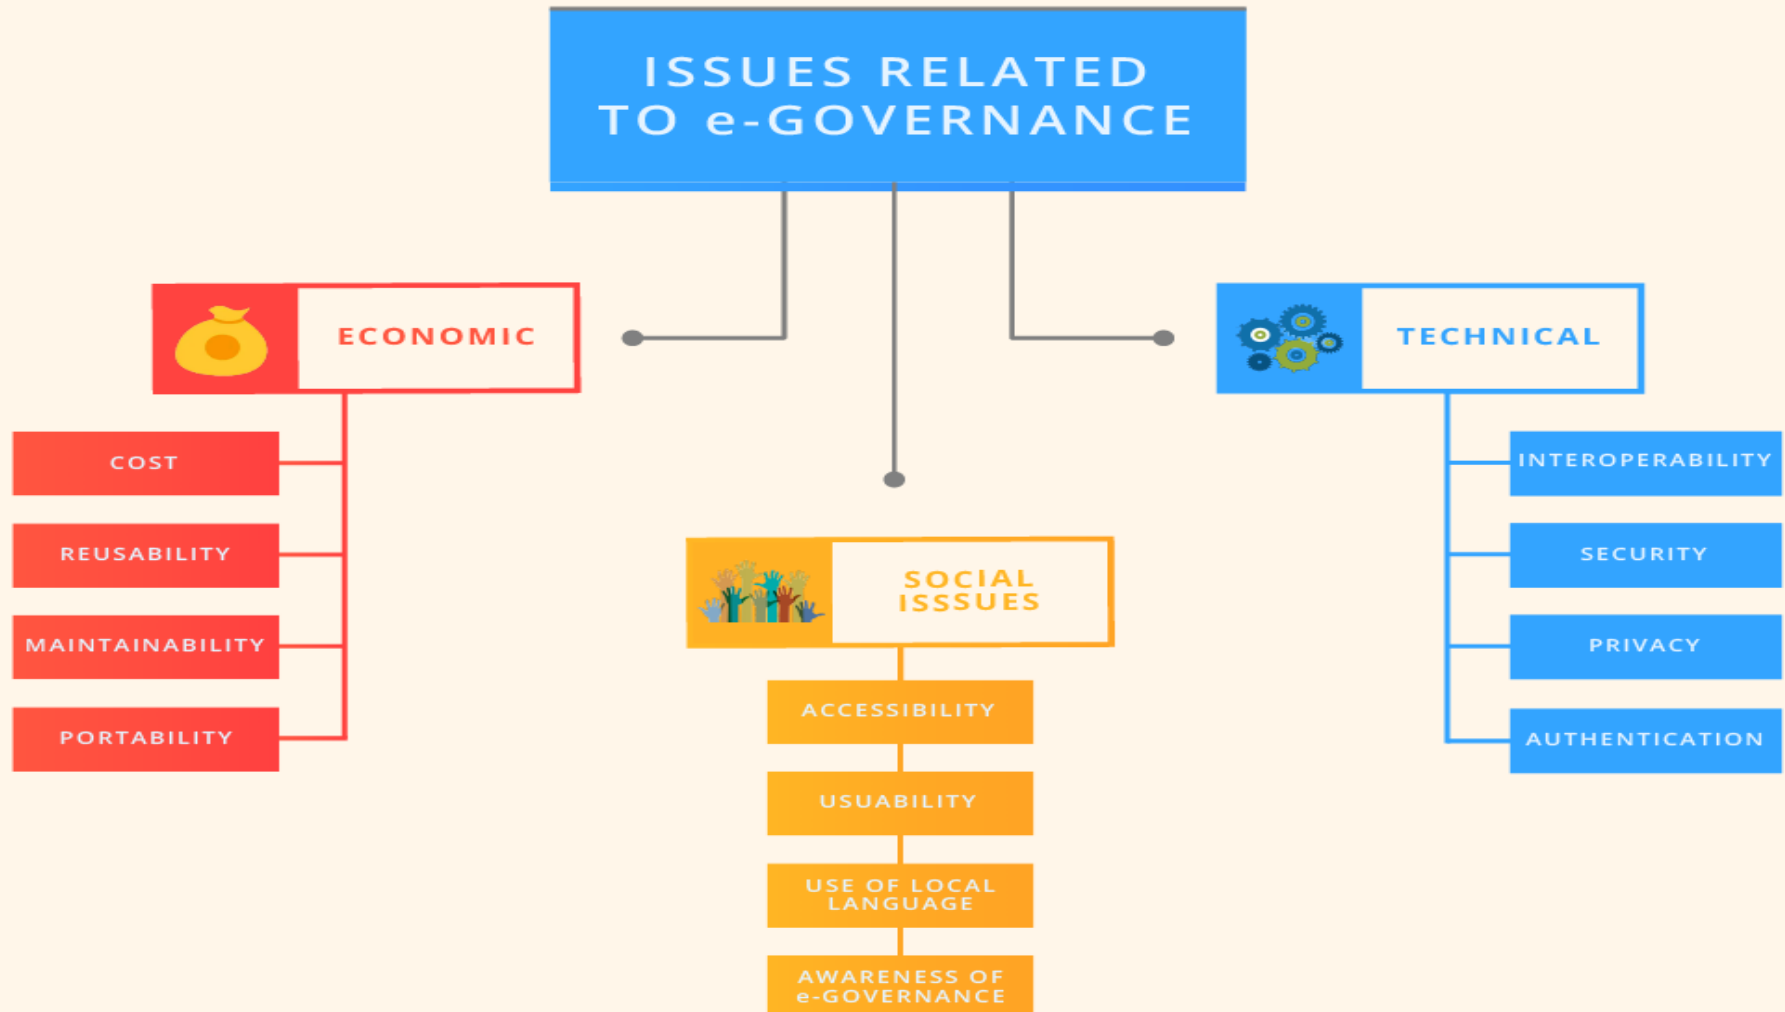 ISSUES RELATED
TO e-GOVERNANCE
ECONOMIC
COST
REUSABILITY
MAINTAINABILITY
PORTABILITY
SOCIAL
ISSSUES
ACCESSIBILITY
USUABILITY
USE OF LOCAL
LANGUAGE
AWARENESS OF
e-GOVERNANCE
TECHNICAL
INTEROPERABILITY
SECURITY
PRIVACY
AUTHENTICATION